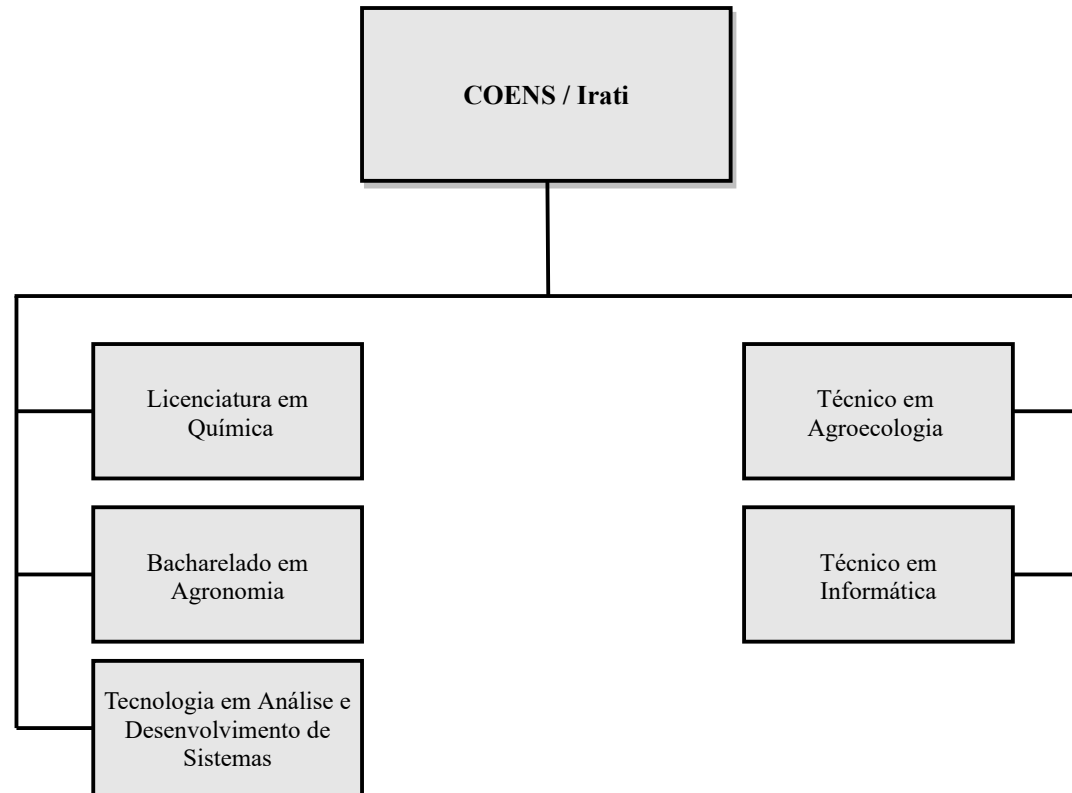 COENS / Irati
Licenciatura em
Química
Técnico em
Agroecologia
Bacharelado em
Agronomia
Técnico em
Informática
Tecnologia em Análise e
Desenvolvimento de
Sistemas